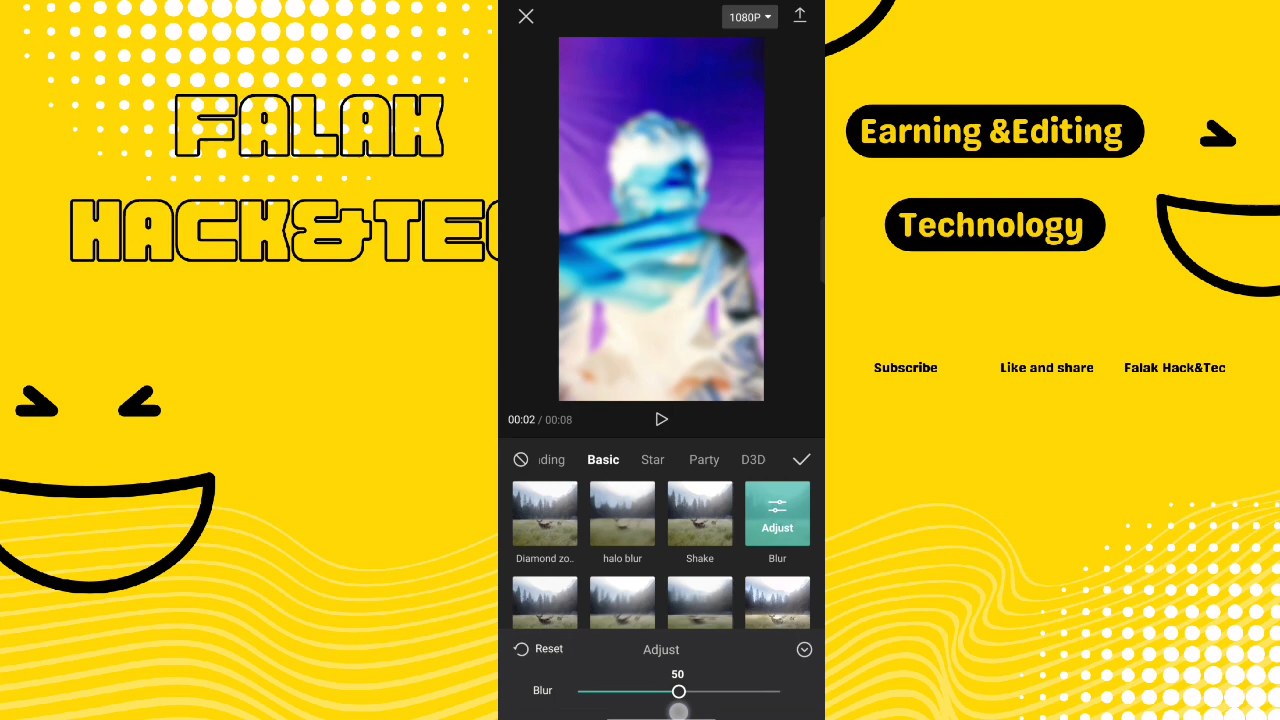 FALAK
HACK&TEC
1080P
Earning &Editing
Technology
Subscribe
Like and share
Falak Hack&Tec
00:02 / 00:08
nding
Basic
Star
Party
D3D
Adjust
Diamond zo..
halo blur
Shake
Blur
Reset
Adjust
50
Blur